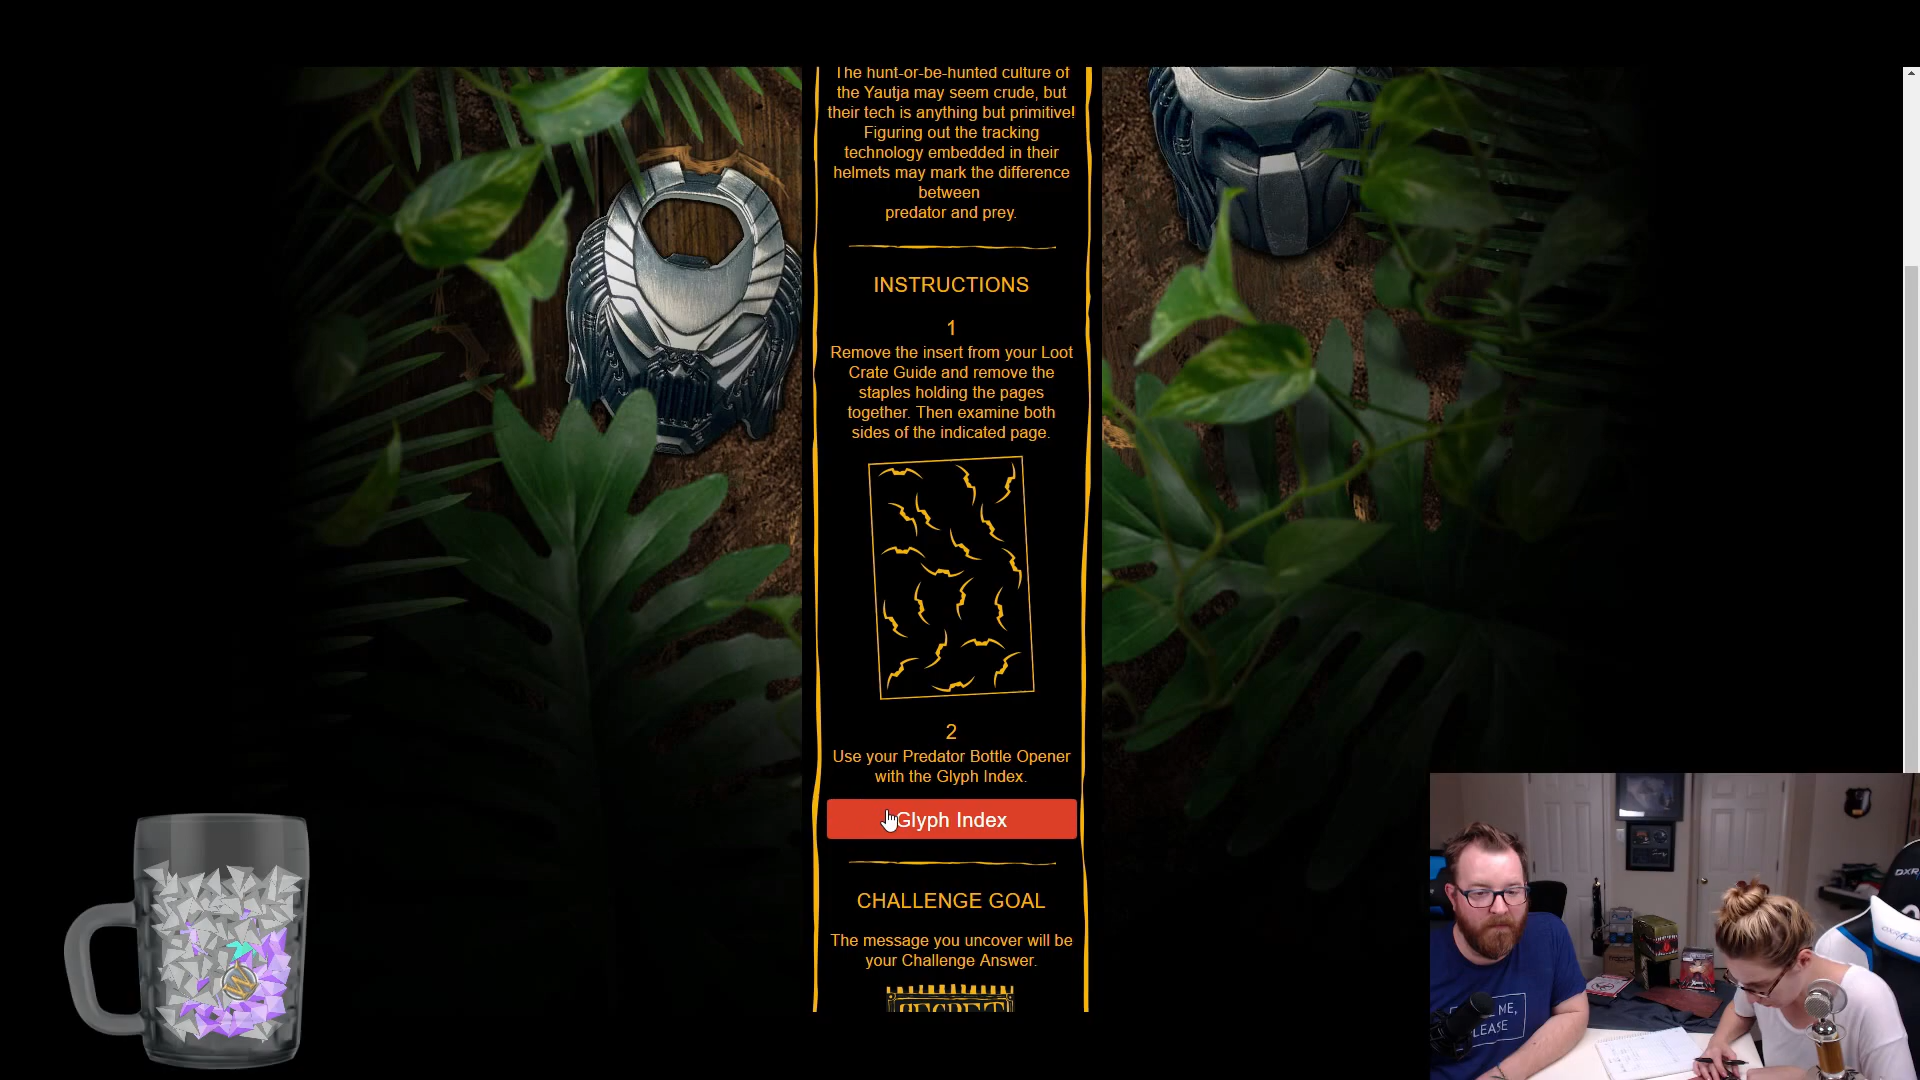 The hunt-or-be-hunted culture of
the Yautja may seem crude, but
their tech is anything but primitive!
Figuring out the tracking
technology embedded in their
helmets may mark the difference
between
predator and prey.
INSTRUCTIONS
1
Remove the insert from your Loot
Crate Guide and remove the
staples holding the pages
together. Then examine both
sides of the indicated page.
2
Use your Predator Bottle Opener
with the Glyph Index.
Glyph Index
CHALLENGE GOAL
The message you uncover will be
your Challenge Answer.
SECRET
W
ME,
LEASE